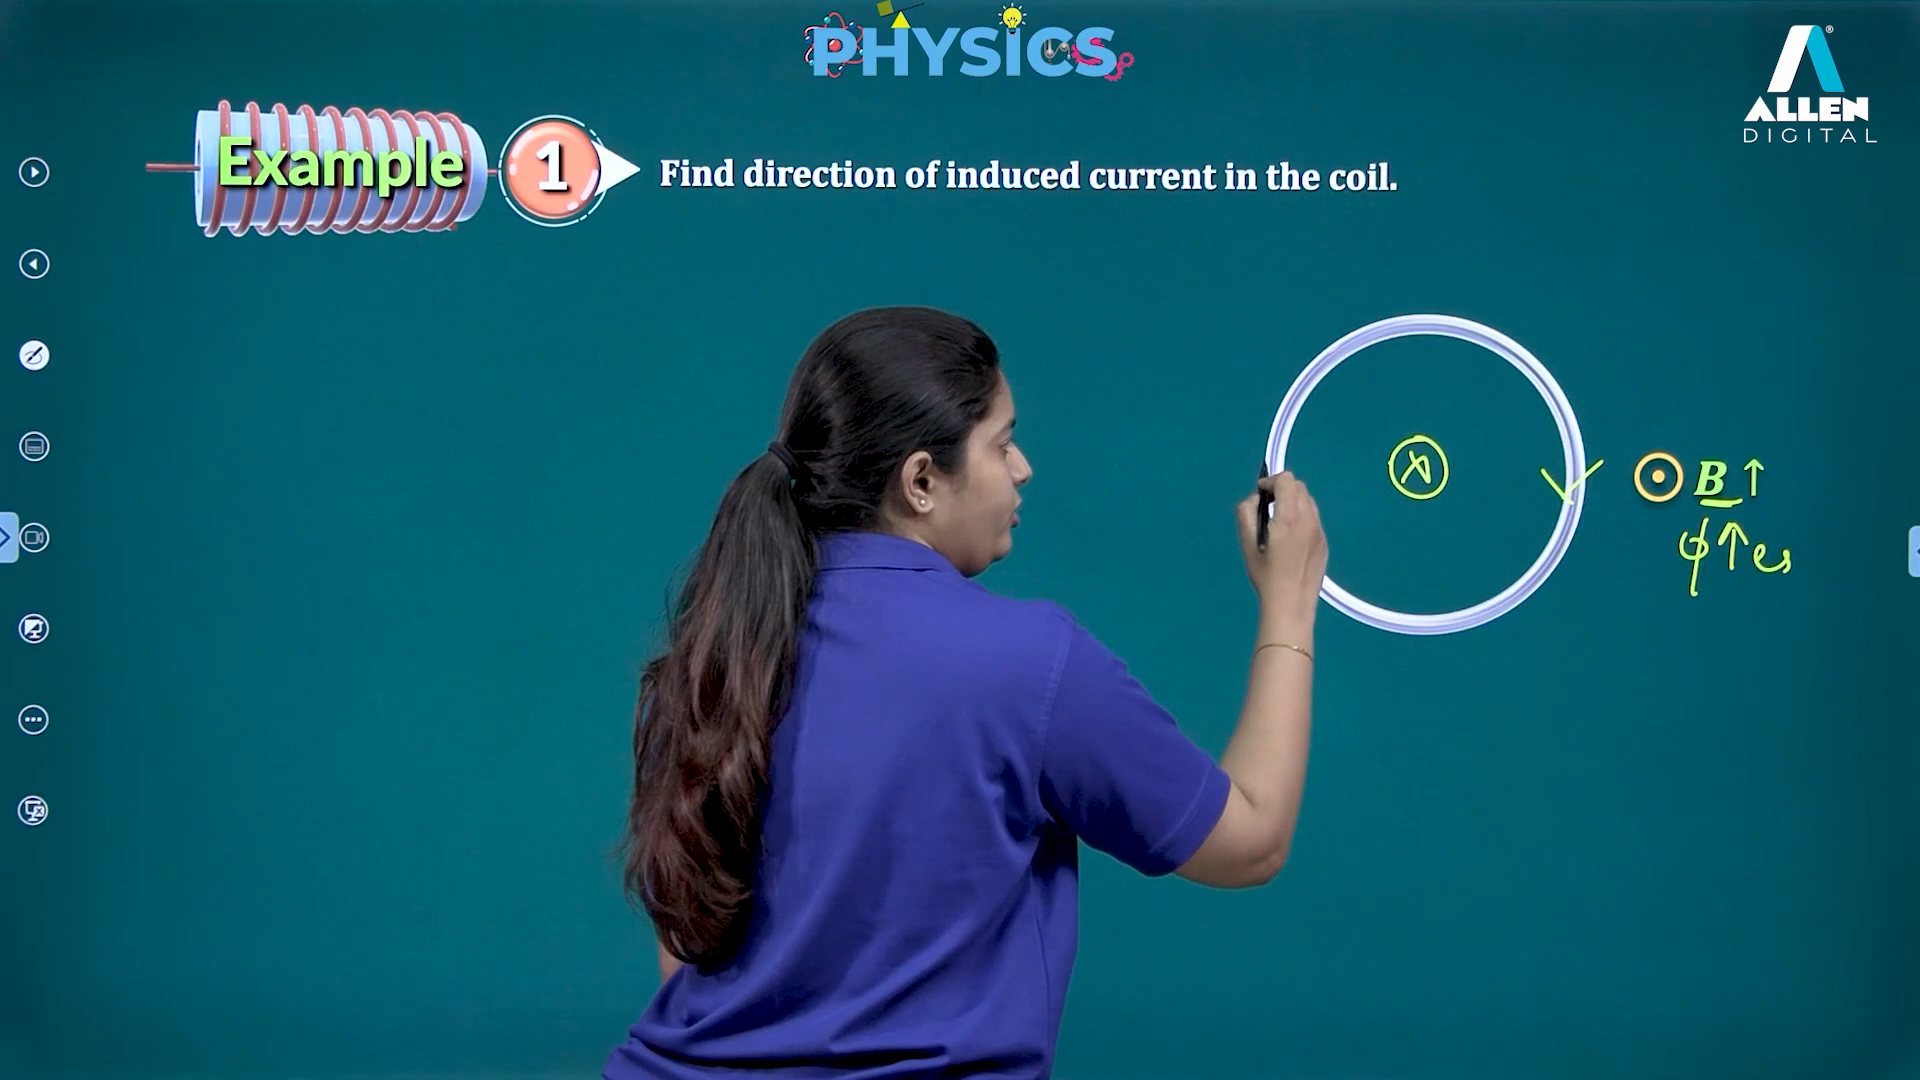 PHYSICS
ALLEN
DIGITAL
Example 1 Find direction of induced current in the coil.
B ↑
ϕ ↑es